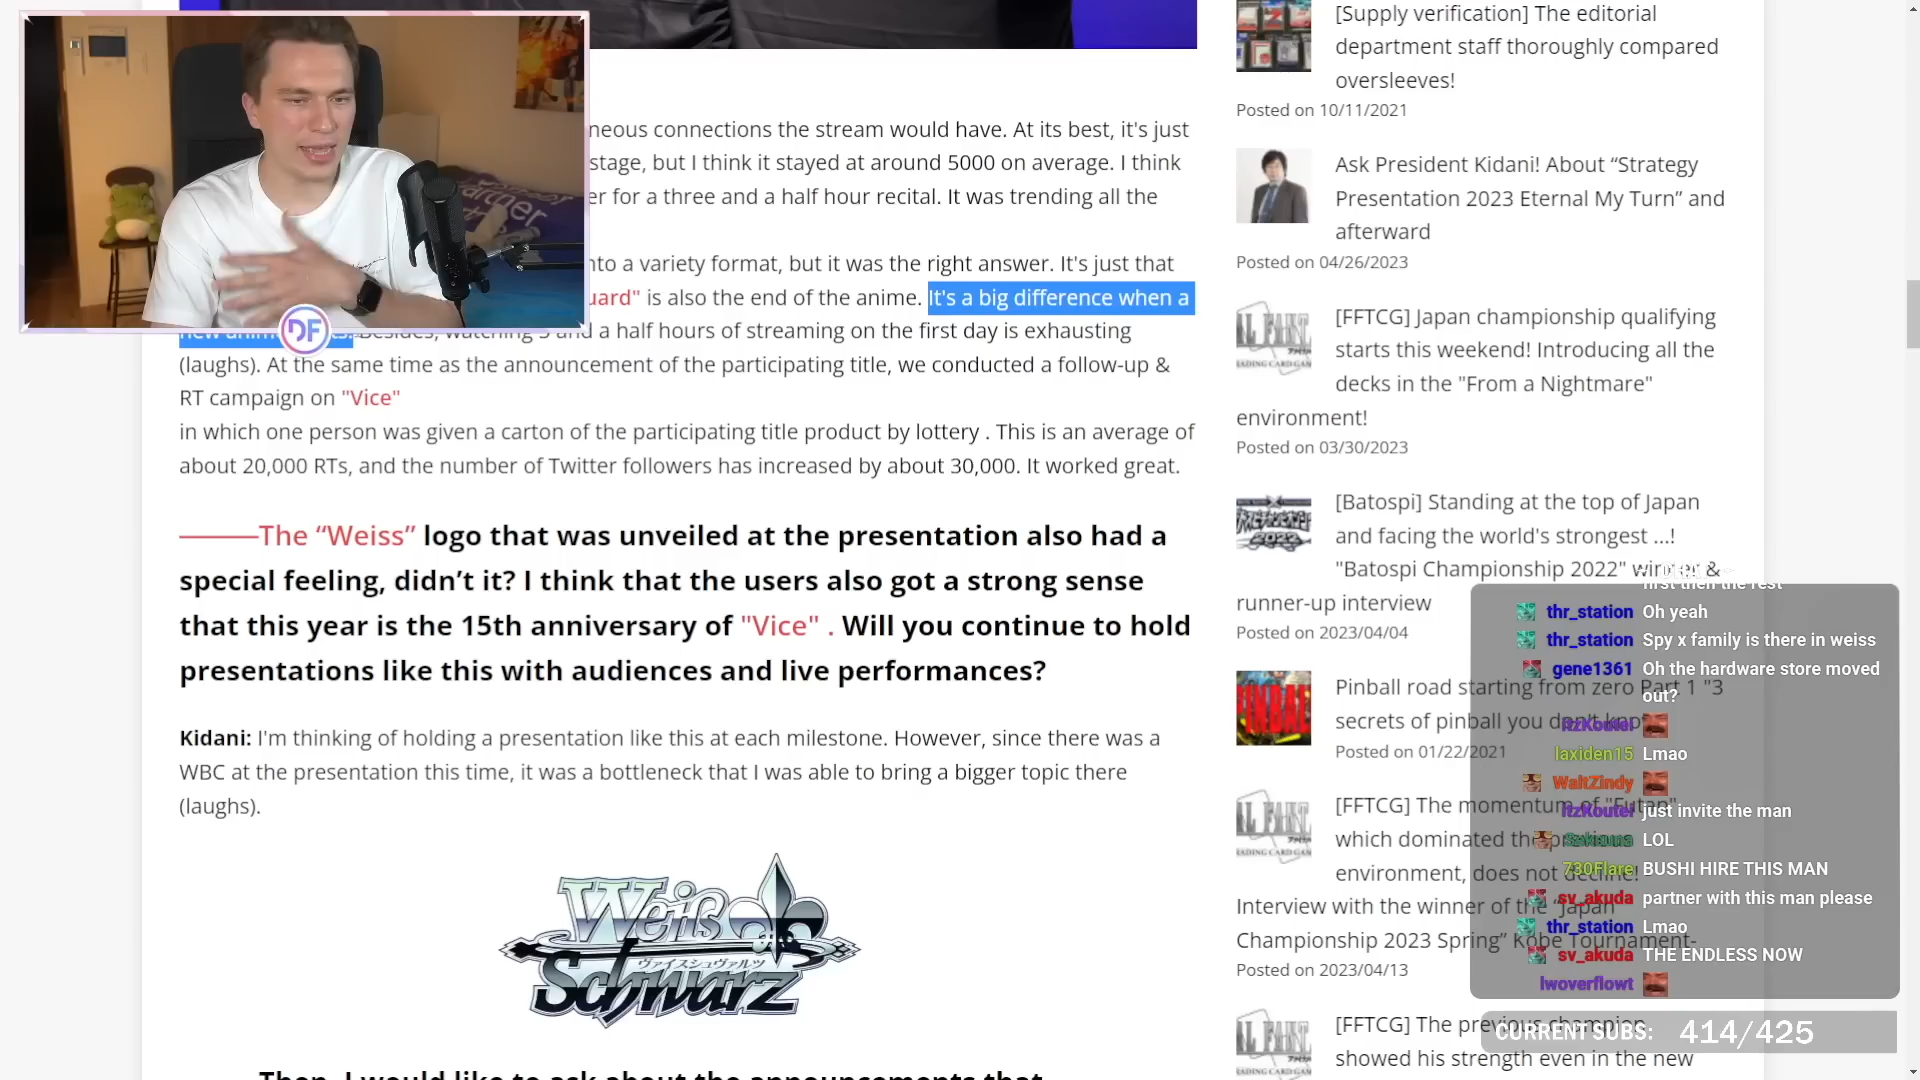 neous connections the stream would have. At its best, it's just
stage, but I think it stayed at around 5000 on average. I think
er for a three and a half hour recital. It was trending all the
nto a variety format, but it was the right answer. It's just that
uard" is also the end of the anime. It's a big difference when a
Besides, watching 3 and a half hours of streaming on the first day is exhausting
(laughs). At the same time as the announcement of the participating title, we conducted a follow-up &
RT campaign on "Vice"
in which one person was given a carton of the participating title product by lottery . This is an average of
about 20,000 RTs, and the number of Twitter followers has increased by about 30,000. It worked great.
———The “Weiss” logo that was unveiled at the presentation also had a
special feeling, didn’t it? I think that the users also got a strong sense
that this year is the 15th anniversary of "Vice" . Will you continue to hold
presentations like this with audiences and live performances?
Kidani: I'm thinking of holding a presentation like this at each milestone. However, since there was a
WBC at the presentation this time, it was a bottleneck that I was able to bring a bigger topic there
(laughs).
Weiß
ヴァイスシュヴァルツ
Schwarz
Then, I would like to ask about the announcements that
DF
[Supply verification] The editorial
department staff thoroughly compared
oversleeves!
Posted on 10/11/2021
Ask President Kidani! About “Strategy
Presentation 2023 Eternal My Turn” and
afterward
Posted on 04/26/2023
[FFTCG] Japan championship qualifying
starts this weekend! Introducing all the
decks in the "From a Nightmare"
environment!
Posted on 03/30/2023
[Batospi] Standing at the top of Japan
and facing the world's strongest ...!
"Batospi Championship 2022" winner &
runner-up interview
Posted on 2023/04/04
PINBAL
Pinball road starting from zero Part 1 "3
secrets of pinball you don't know
Posted on 01/22/2021
[FFTCG] The momentum of "Futan"
which dominated the previous
environment, does not decline!
Interview with the winner of the “Japan
Championship 2023 Spring” Kobe Tournament-
Posted on 2023/04/13
[FFTCG] The previous champion
showed his strength even in the new
first then the rest
thr_station Oh yeah
thr_station Spy x family is there in weiss
gene1361 Oh the hardware store moved
out?
ItzKouteI
laxiden15 Lmao
WaltZindy
ItzKouteI just invite the man
LOL
730Flare BUSHI HIRE THIS MAN
sv_akuda partner with this man please
thr_station Lmao
sv_akuda THE ENDLESS NOW
lwoverflowt
CURRENT SUBS: 414/425